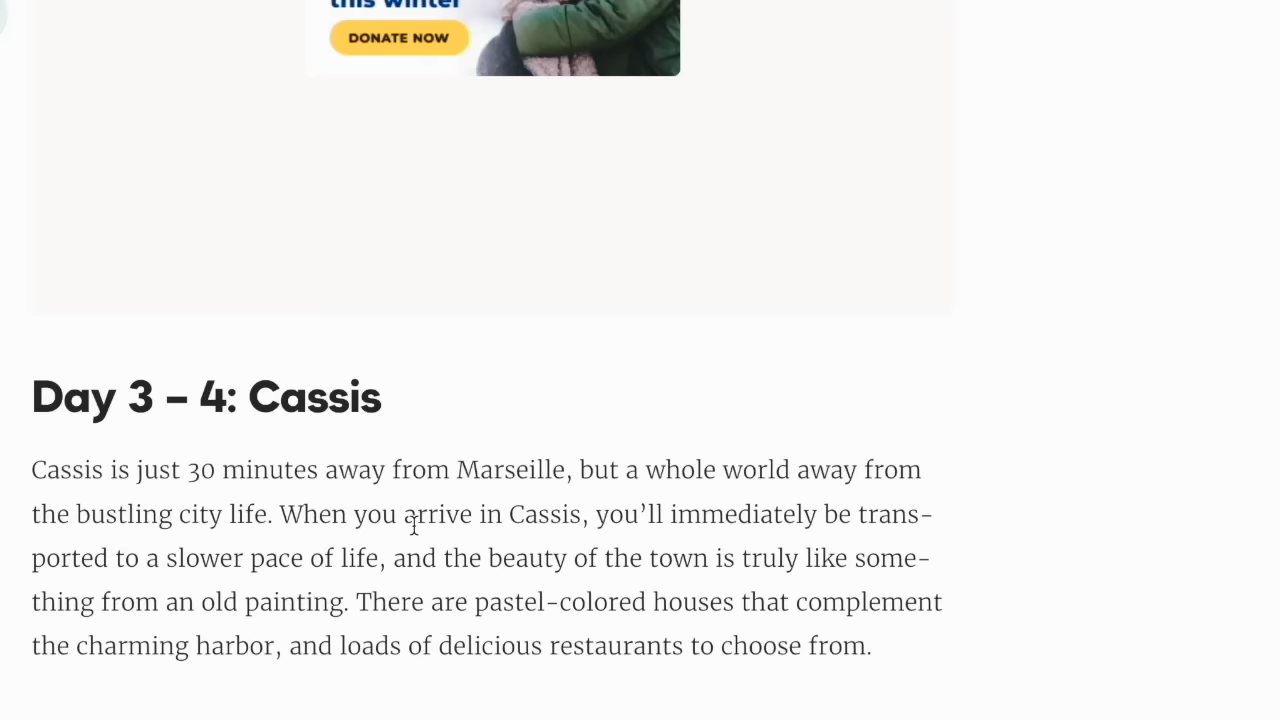 this winter
DONATE NOW
Day 3 – 4: Cassis
Cassis is just 30 minutes away from Marseille, but a whole world away from
the bustling city life. When you arrive in Cassis, you’ll immediately be trans-
ported to a slower pace of life, and the beauty of the town is truly like some-
thing from an old painting. There are pastel-colored houses that complement
the charming harbor, and loads of delicious restaurants to choose from.